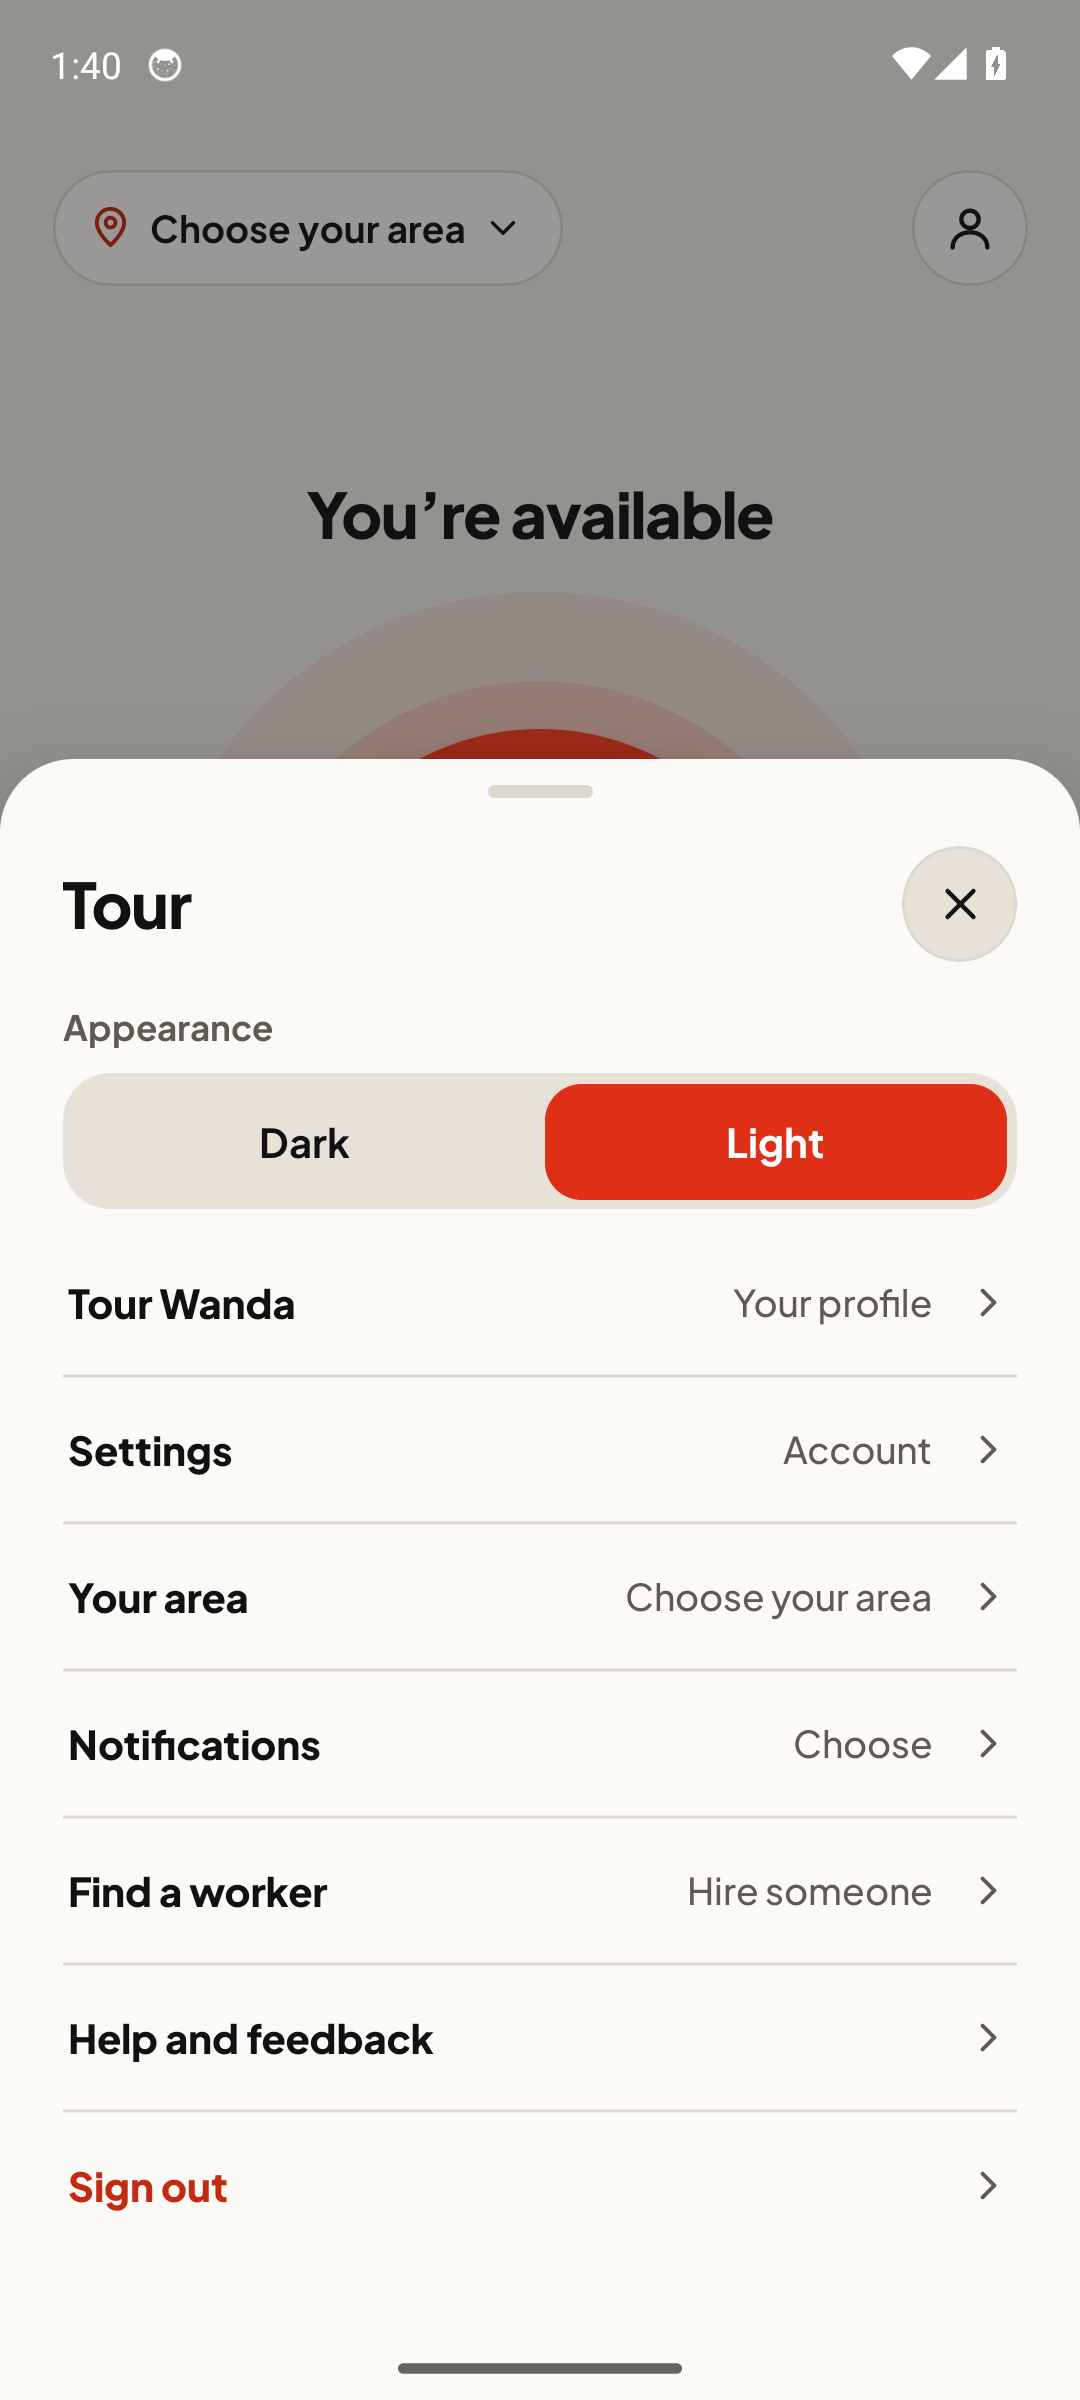 1:40
Choose your area
You’re available
Tour
Appearance
Dark Light
Tour Wanda Your profile
Settings Account
Your area Choose your area
Notifications Choose
Find a worker Hire someone
Help and feedback
Sign out